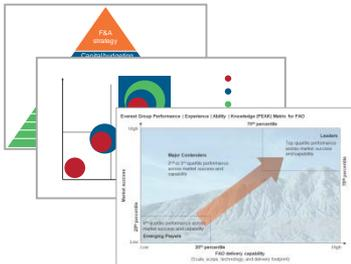 F&A
strategy
Capital/budgeting
Everest Group Performance | Experience | Ability | Knowledge (PEAK) Matrix for FAO
75th percentile
High
Leaders
Top quartile performance
across market success
and capability
Major Contenders
2nd or 3rd quartile performance
across market success and
capability
75th percentile
Market success
25th percentile
4th quartile performance
across market success
and capability
Emerging Players
Low
Low
25th percentile
High
FAO delivery capability
(Scale, scope, technology, and delivery footprint)